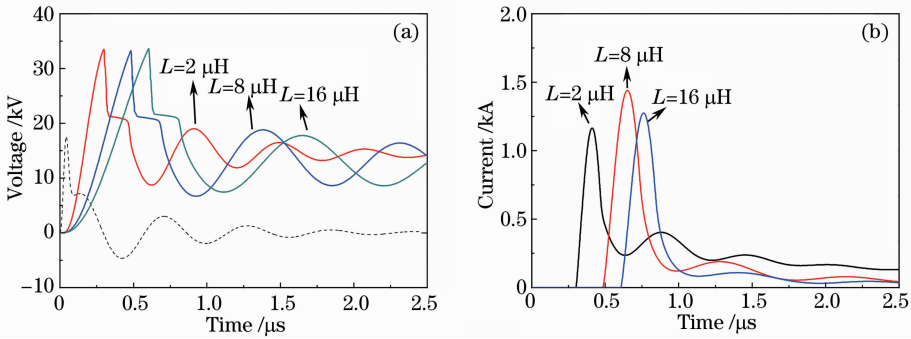 (a)
Voltage /kV
40
30
20
10
0
−10
L=2 μH
L=8 μH
L=16 μH
0
0.5
1.0
1.5
2.0
2.5
Time /μs
(b)
Current /kA
2.0
1.5
1.0
0.5
0
L=8 μH
L=2 μH
L=16 μH
0
0.5
1.0
1.5
2.0
2.5
Time /μs